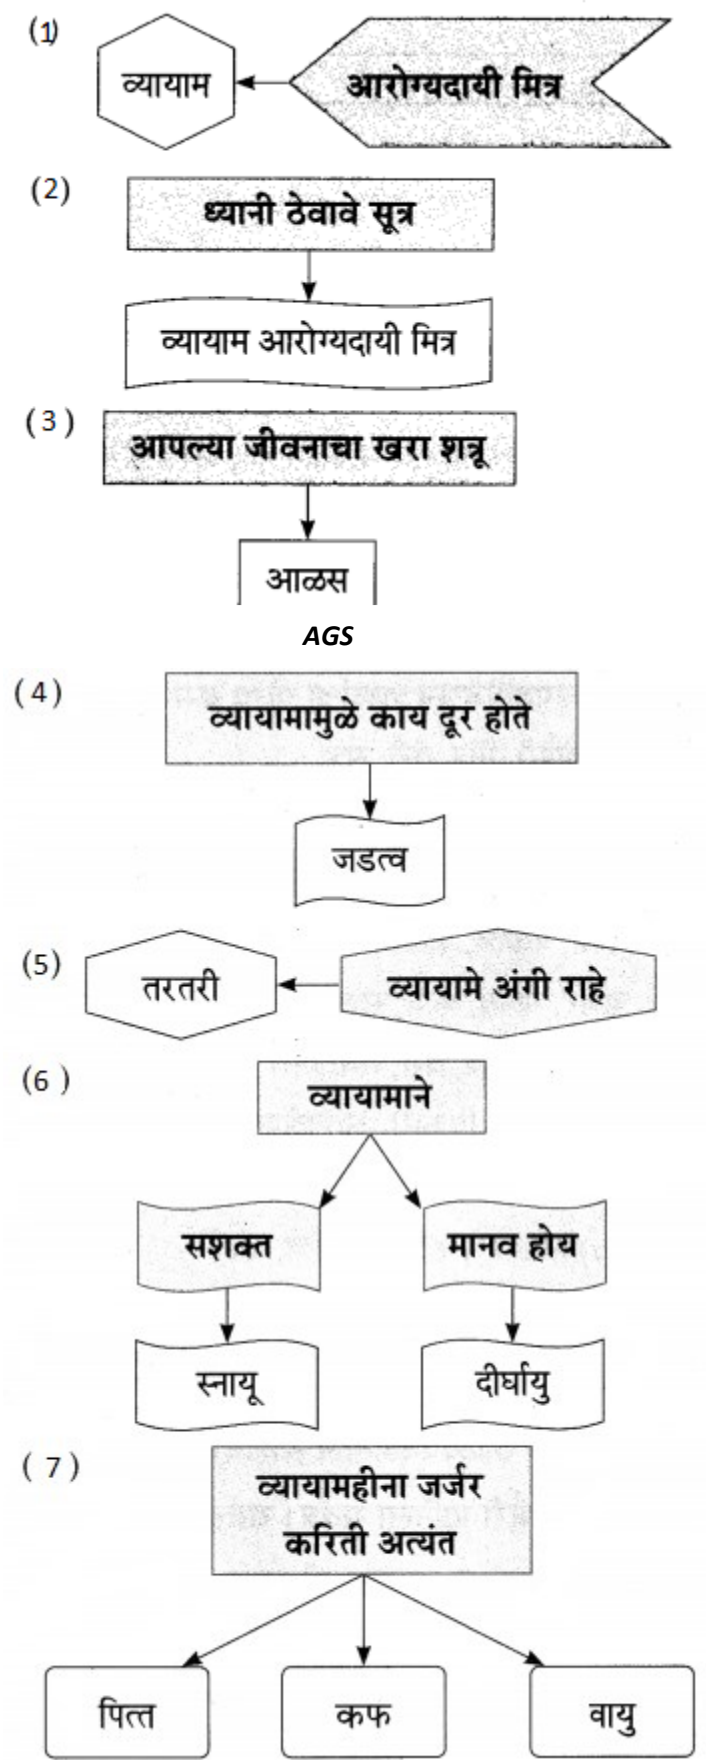 (1)
व्यायाम आरोग्यदायी मित्र
(2)
ध्यानी ठेवावे सूत्र
व्यायाम आरोग्यदायी मित्र
(3)
आपल्या जीवनाचा खरा शत्रू
आळस
AGS
(4)
व्यायामामुळे काय दूर होते
जडत्व
(5)
तरतरी व्यायामे अंगी राहे
(6)
व्यायामाने
सशक्त मानव होय
स्नायू दीर्घायु
(7)
व्यायामहीना जर्जर
करिती अत्यंत
पित्त कफ वायु